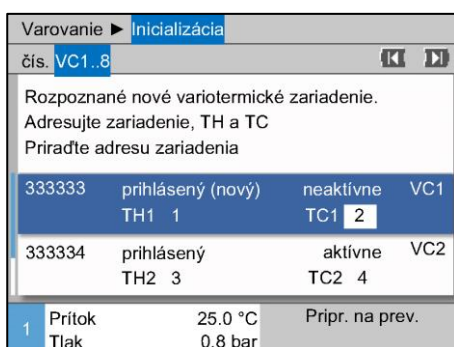 Varovanie ► Inicializácia
čís. VC1..8
Rozpoznané nové variotermické zariadenie.
Adresujte zariadenie, TH a TC
Priraďte adresu zariadenia
333333 prihlásený (nový) neaktívne VC1
TH1 1 TC1 2
333334 prihlásený aktívne VC2
TH2 3 TC2 4
1 Prítok 25.0 °C Pripr. na prev.
Tlak 0.8 bar